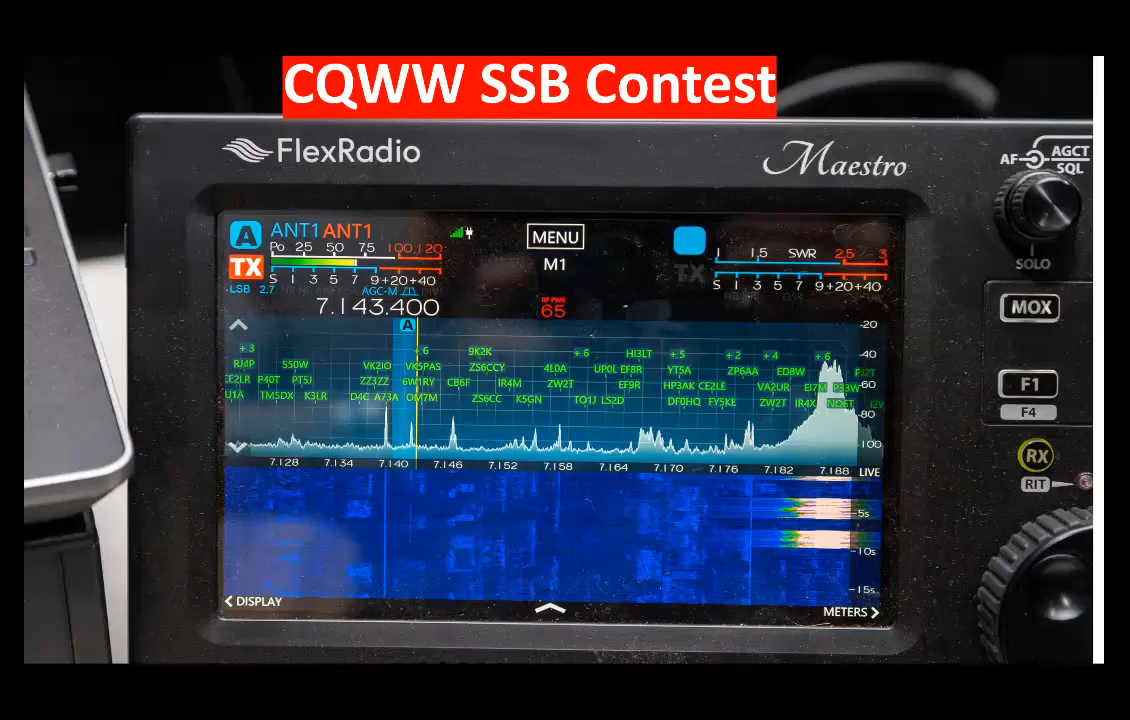 CQWW SSB Contest
FlexRadio
Maestro
AF AGCT
SQL
SOLO
MOX
F1
F4
RX
RIT
A ANT1 ANT1
Po 25 50 75 100 120
TX
S 1 3 5 7 9 +20 +40
LSB 2.7 AGC-M
7.143.400
MENU
M1
RF PWR
65
1 1.5 SWR 2.5 3
TX
S 1 3 5 7 9 +20 +40
A
-20
-40
-60
-80
-100
+ 3 + 6 9K2K + 6 HI3LT + 5 + 2 + 4 + 6
RJ4P S50W VK2IO VK5PAS ZS6CCY 4L0A UP0L EF8R YT5A ZP6AA ED8W PJ2T
CE2LR P40T PT5J ZZ3ZZ 6W1RY CB6F IR4M ZW2T EF9R HP3AK CE2LE VA2UR EI7M P33W
U1A TM5DX K3LR D4C A73A OM7M ZS6CC K5GN TO1J LS2D DF0HQ FY5KE ZW2T IR4X NO6T IZV
7.128 7.134 7.140 7.146 7.152 7.158 7.164 7.170 7.176 7.182 7.188 LIVE
-5s
-10s
-15s
DISPLAY
METERS